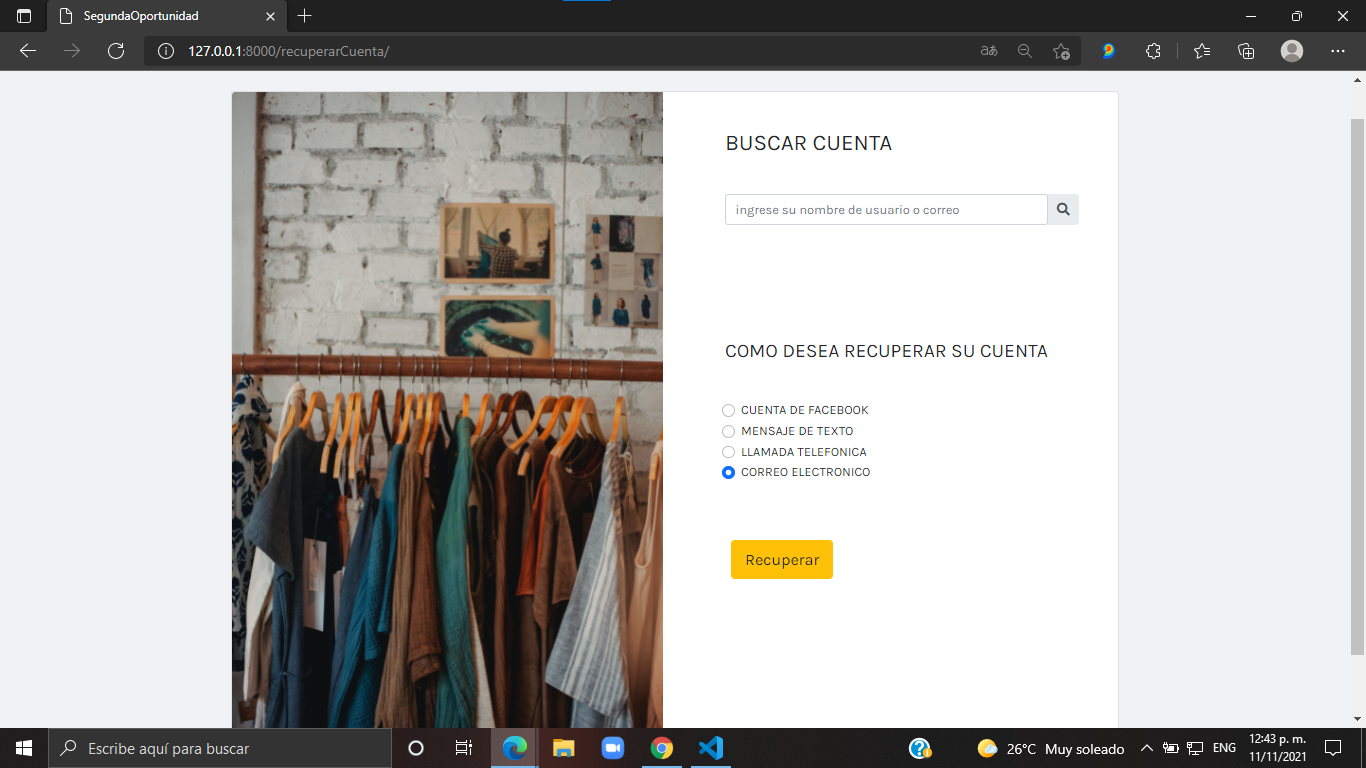 SegundaOportunidad
127.0.0.1:8000/recuperarCuenta/
BUSCAR CUENTA
ingrese su nombre de usuario o correo
COMO DESEA RECUPERAR SU CUENTA
CUENTA DE FACEBOOK
MENSAJE DE TEXTO
LLAMADA TELEFONICA
CORREO ELECTRONICO
Recuperar
Escribe aquí para buscar
26°C Muy soleado
ENG
12:43 p. m.
11/11/2021